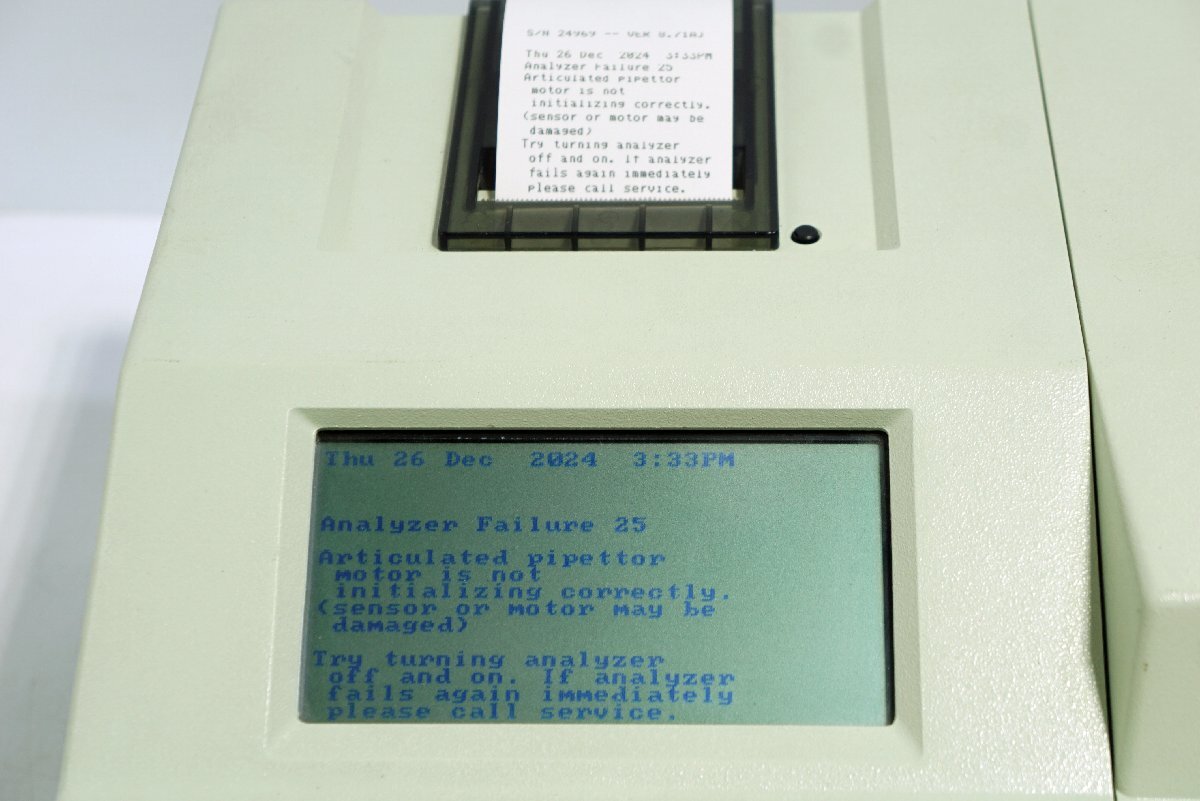 S/N 24969 -- VER 8.71AJ
Thu 26 Dec 2024 3:33PM
Analyzer Failure 25
Articulated pipettor
motor is not
initializing correctly.
(sensor or motor may be
damaged)
Try turning analyzer
off and on. If analyzer
fails again immediately
please call service.
Thu 26 Dec 2024 3:33PM
Analyzer Failure 25
Articulated pipettor
motor is not
initializing correctly.
(sensor or motor may be
damaged)
Try turning analyzer
off and on. If analyzer
fails again immediately
please call service.